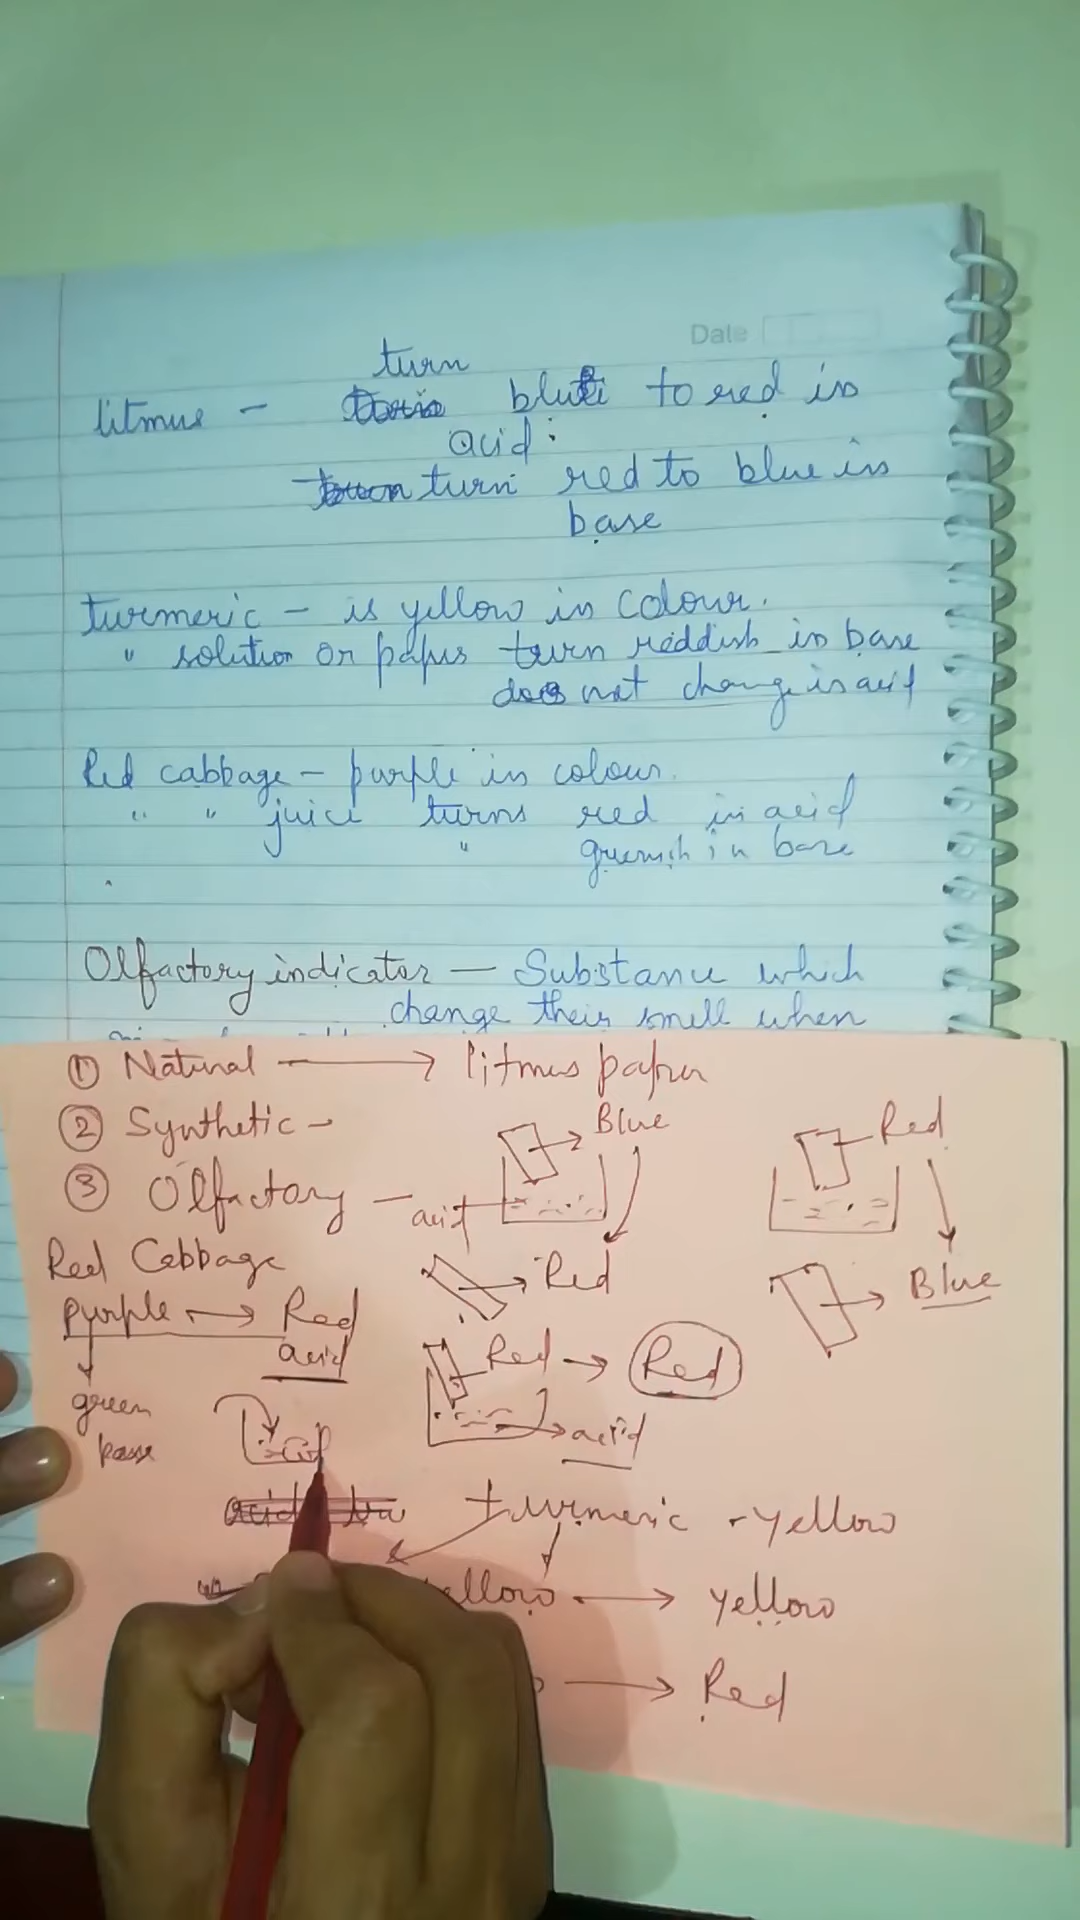 Date
turn
litmus - blue to red in
acid.
turn red to blue in
base
turmeric - is yellow in colour.
" solution or paper turn reddish in base
does not change in acid
Red cabbage - purple in colour.
" " juice turns red in acid
" greenish in base
Olfactory indicator - Substance which
change their smell when
① Natural → litmus paper
② Synthetic -
Blue
Red
③ Olfactory -
acid
Red Cabbage
Red
Blue
purple → Red
acid
Red → Red
green
base
acid
turmeric - yellow
yellow → yellow
→ Red